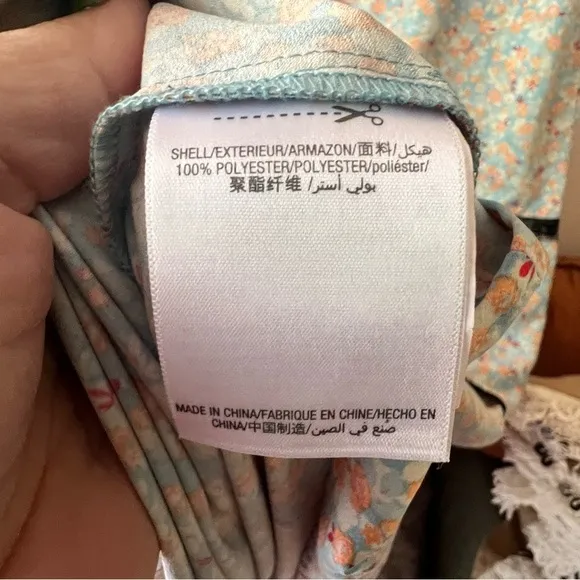 SHELL/EXTERIEUR/ARMAZON/面料/هيكل/
100% POLYESTER/POLYESTER/poliéster/
聚酯纤维/ بولي أستر/
MADE IN CHINA/FABRIQUE EN CHINE/HECHO EN
CHINA/中国制造/صُنع في الصين